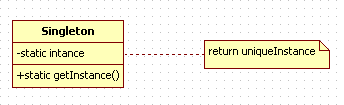 Singleton
-static intance
return uniqueInstance
+static getInstance()